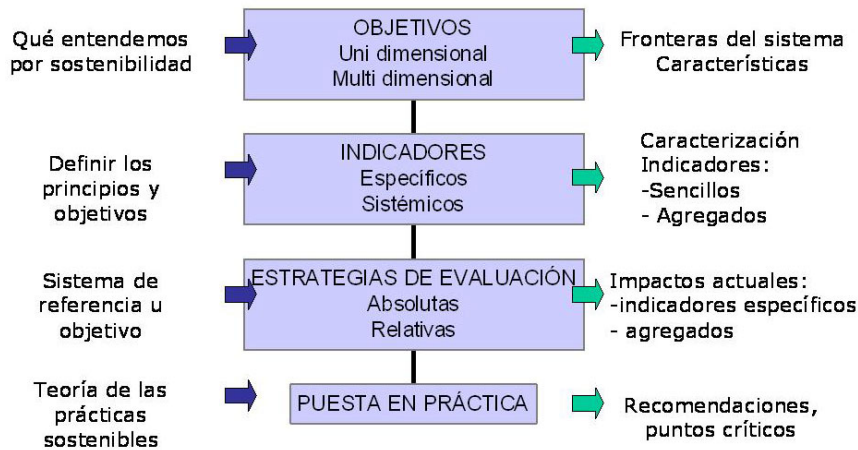 Qué entendemos
por sostenibilidad
OBJETIVOS
Uni dimensional
Multi dimensional
Fronteras del sistema
Características
Definir los
principios y
objetivos
INDICADORES
Específicos
Sistémicos
Caracterización
Indicadores:
-Sencillos
- Agregados
Sistema de
referencia u
objetivo
ESTRATEGIAS DE EVALUACIÓN
Absolutas
Relativas
Impactos actuales:
-indicadores específicos
- agregados
Teoría de las
prácticas
sostenibles
PUESTA EN PRÁCTICA
Recomendaciones,
puntos críticos